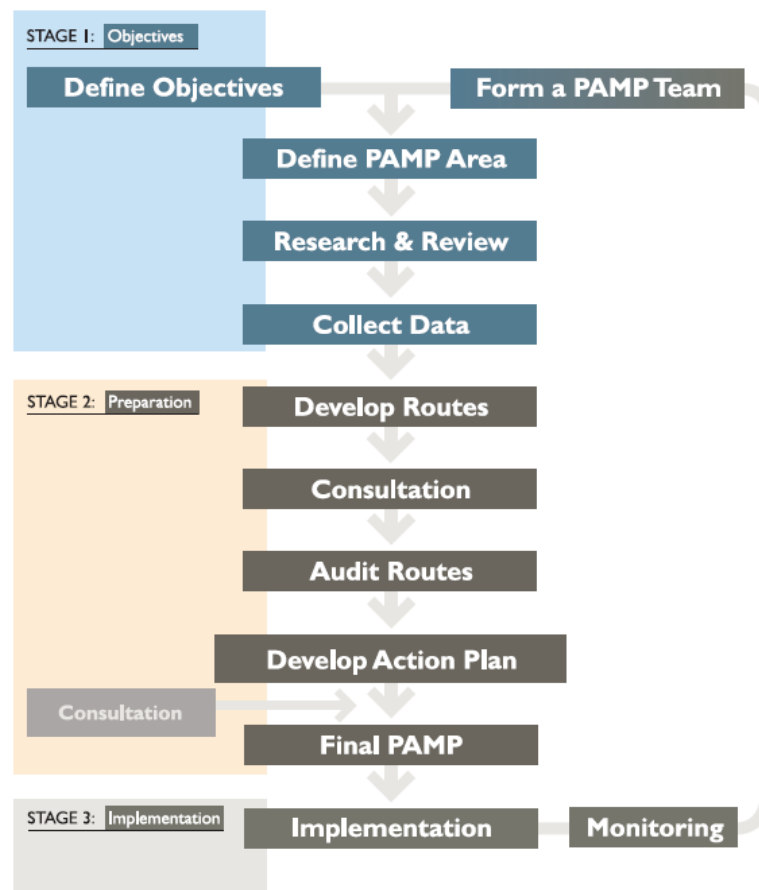 STAGE 1: Objectives
Define Objectives
Form a PAMP Team
Define PAMP Area
Research & Review
Collect Data
STAGE 2: Preparation
Develop Routes
Consultation
Audit Routes
Develop Action Plan
Consultation
Final PAMP
STAGE 3: Implementation
Implementation
Monitoring